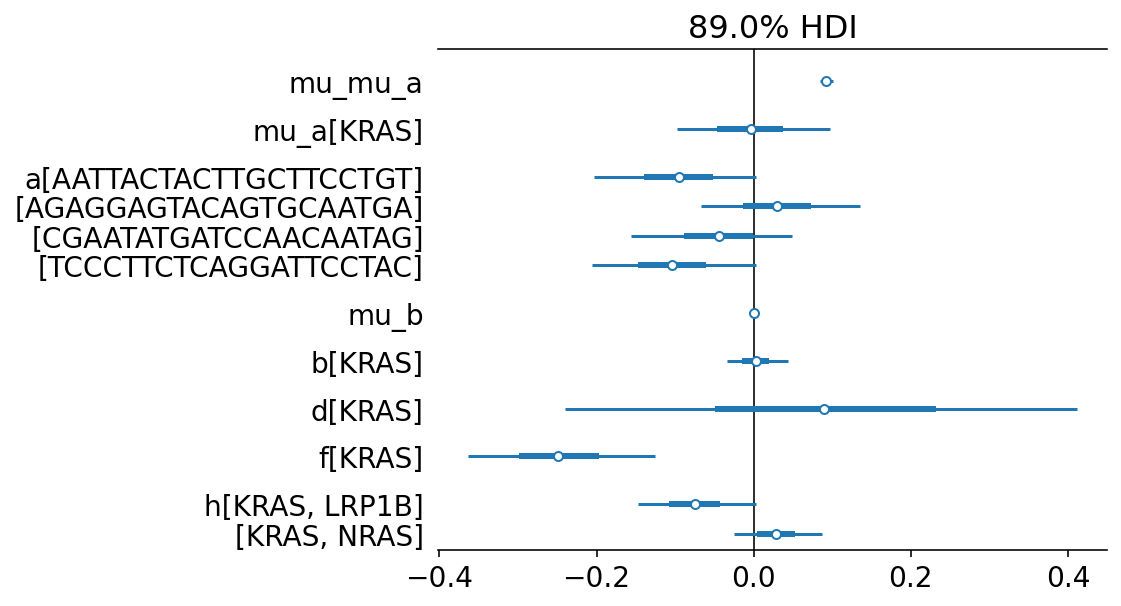 89.0% HDI
mu_mu_a
mu_a[KRAS]
a[AATTACTACTTGCTTCCTGT]
[AGAGGAGTACAGTGCAATGA]
[CGAATATGATCCAACAATAG]
[TCCCTTCTCAGGATTCCTAC]
mu_b
b[KRAS]
d[KRAS]
f[KRAS]
h[KRAS, LRP1B]
[KRAS, NRAS]
−0.4 −0.2 0.0 0.2 0.4